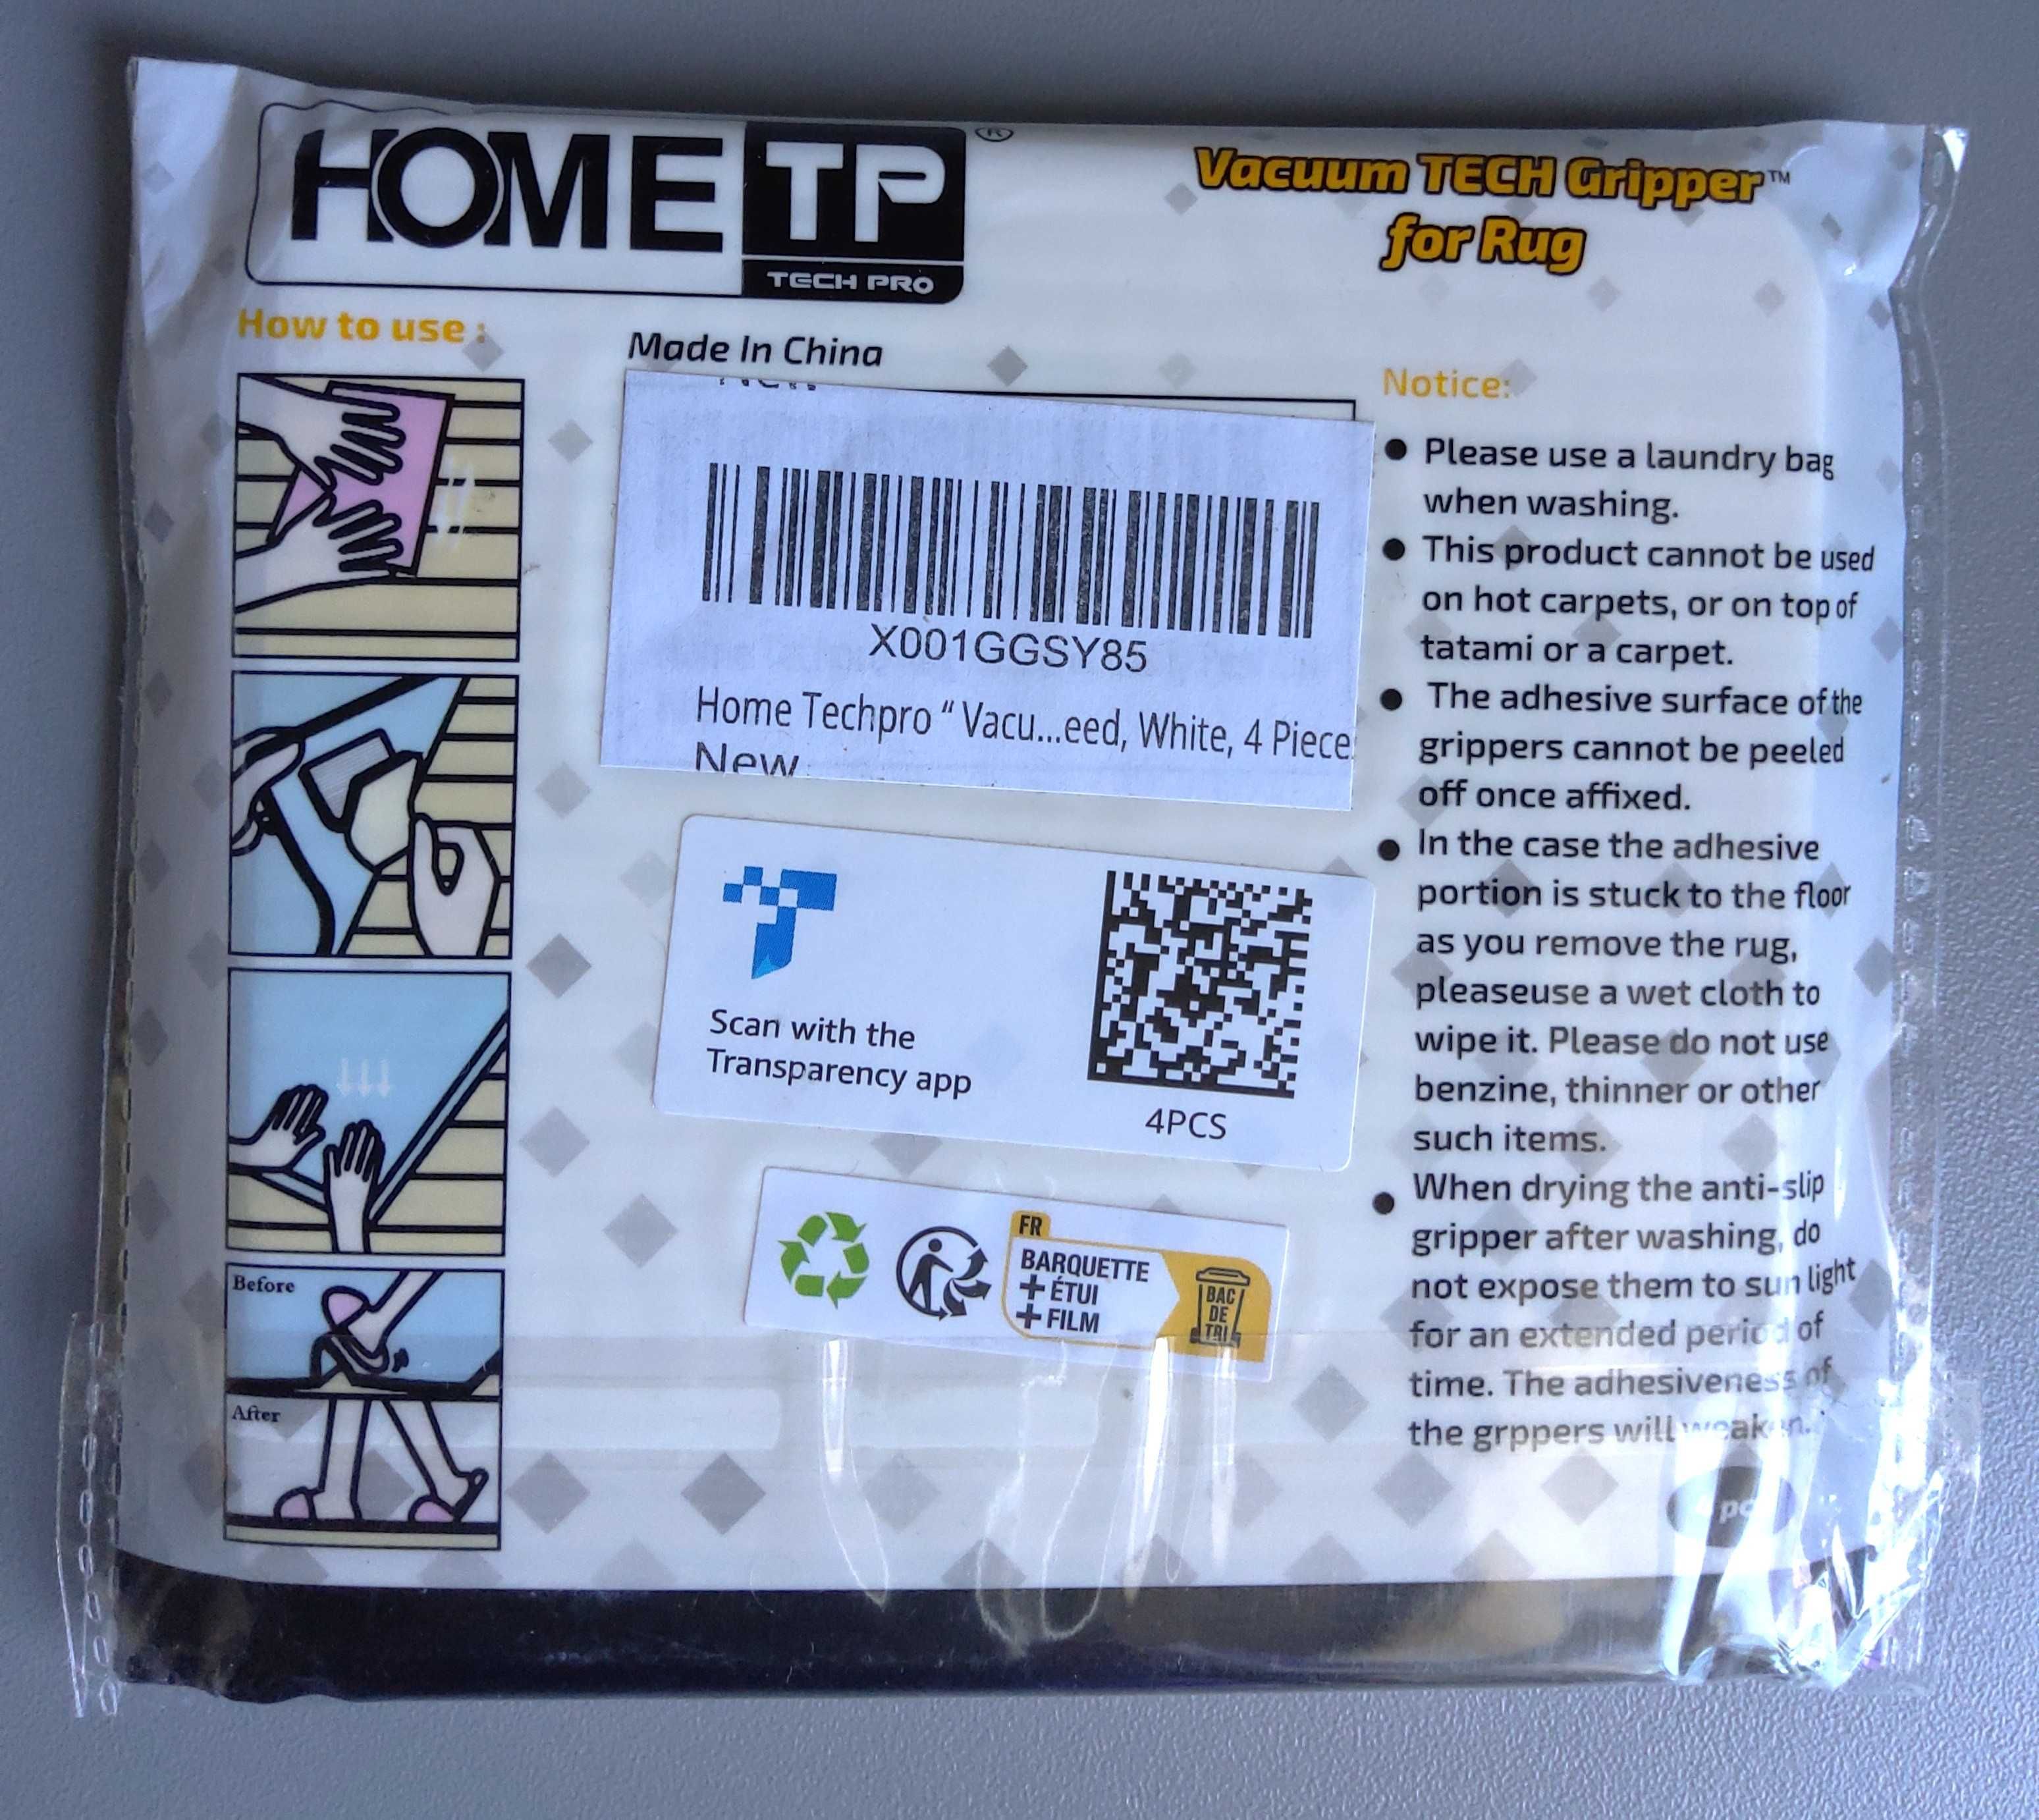 HOME TP ®
TECH PRO
Vacuum TECH Gripper™
for Rug
How to use :
Before
After
Made In China
X001GGSY85
Home Techpro “ Vacu...eed, White, 4 Piece
New
Scan with the
Transparency app
4PCS
FR
BARQUETTE
+ ÉTUI
+ FILM
BAC
DE
TRI
Notice:
● Please use a laundry bag
when washing.
● This product cannot be used
on hot carpets, or on top of
tatami or a carpet.
● The adhesive surface of the
grippers cannot be peeled
off once affixed.
● In the case the adhesive
portion is stuck to the floor
as you remove the rug,
pleaseuse a wet cloth to
wipe it. Please do not use
benzine, thinner or other
such items.
● When drying the anti-slip
gripper after washing, do
not expose them to sun light
for an extended period of
time. The adhesiveness of
the grppers will weaken.